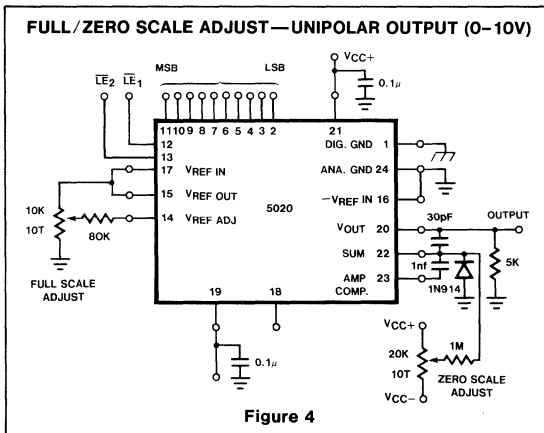 FULL/ZERO SCALE ADJUST—UNIPOLAR OUTPUT (0–10V)
VCC+
MSB LSB
LE2 LE1
0.1µ
11 10 9 8 7 6 5 4 3 2
21
12
DIG. GND 1
13
17 VREF IN
ANA. GND 24
15 VREF OUT
−VREF IN 16
10K
10T
80K
14 VREF ADJ
5020
30pF
OUTPUT
VOUT 20
FULL SCALE
ADJUST
SUM 22
1nf
5K
AMP 23
COMP.
1N914
19
18
VCC+
1M
0.1µ
20K
10T
ZERO SCALE
ADJUST
VCC−
Figure 4